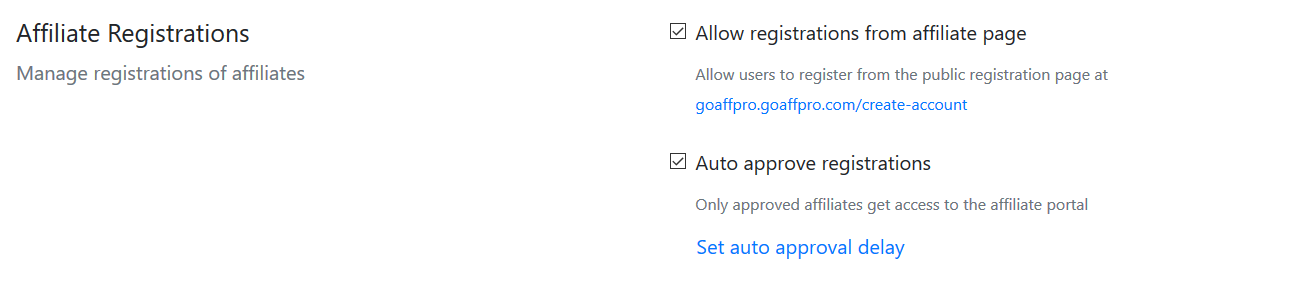 Affiliate Registrations
Manage registrations of affiliates
Allow registrations from affiliate page
Allow users to register from the public registration page at
goaffpro.goaffpro.com/create-account
Auto approve registrations
Only approved affiliates get access to the affiliate portal
Set auto approval delay